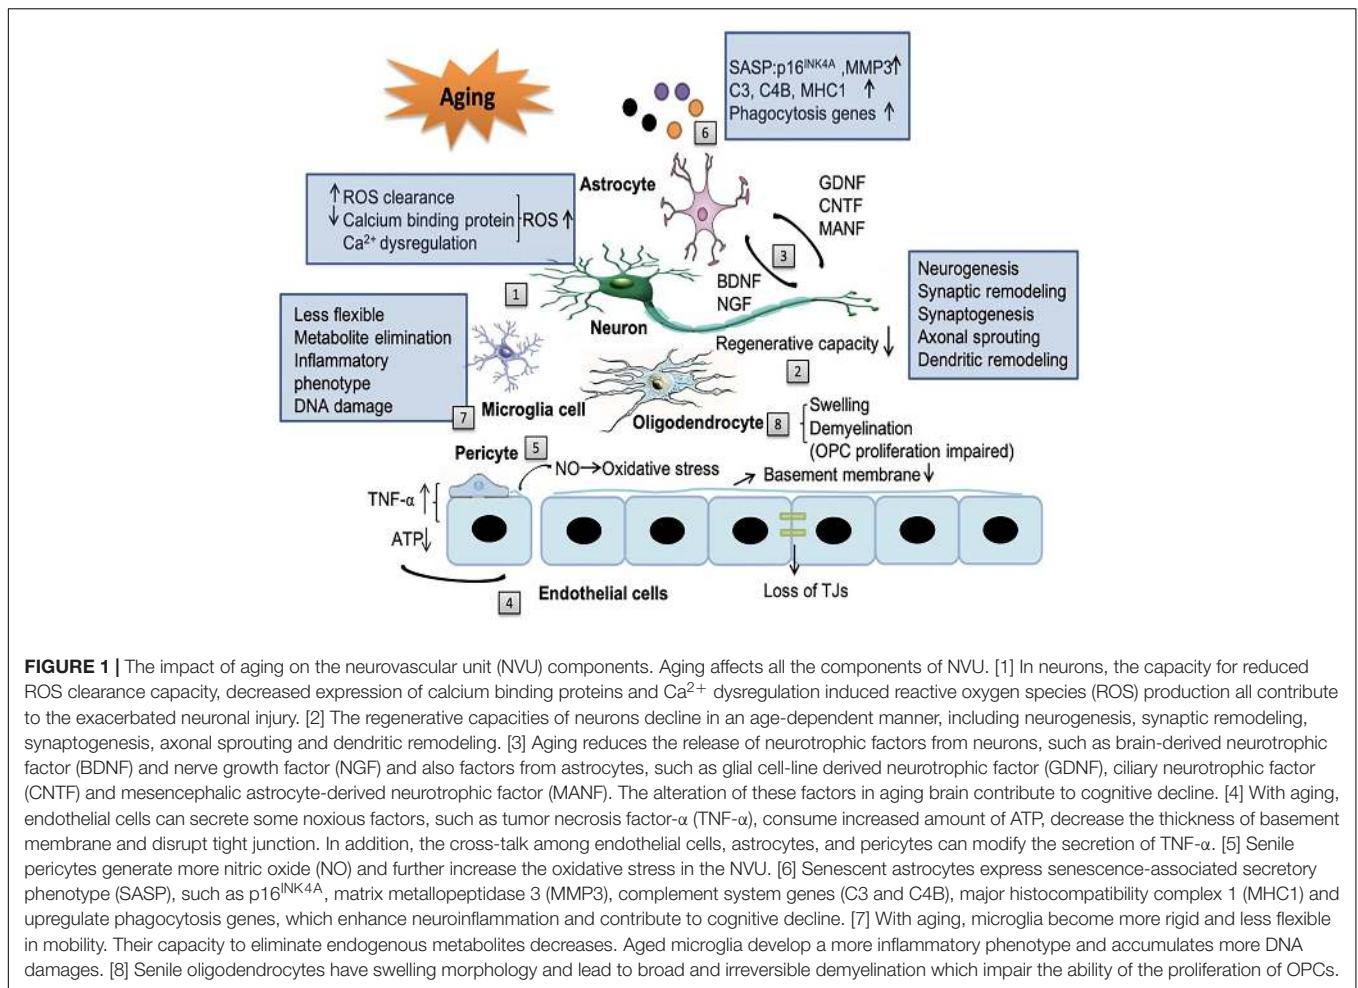 Aging
SASP:p16INK4A ,MMP3↑
C3, C4B, MHC1 ↑
Phagocytosis genes ↑
6
Astrocyte
↑ROS clearance
↓Calcium binding protein
Ca2+ dysregulation
ROS ↑
GDNF
CNTF
MANF
3
BDNF
NGF
1
Neuron
Regenerative capacity↓
2
Neurogenesis
Synaptic remodeling
Synaptogenesis
Axonal sprouting
Dendritic remodeling
Less flexible
Metabolite elimination
Inflammatory
phenotype
DNA damage
7
Microglia cell
Oligodendrocyte
8
Swelling
Demyelination
(OPC proliferation impaired)
Pericyte
5
NO→Oxidative stress
Basement membrane↓
TNF-α↑
ATP↓
4
Endothelial cells
Loss of TJs
FIGURE 1 | The impact of aging on the neurovascular unit (NVU) components. Aging affects all the components of NVU. [1] In neurons, the capacity for reduced
ROS clearance capacity, decreased expression of calcium binding proteins and Ca2+ dysregulation induced reactive oxygen species (ROS) production all contribute
to the exacerbated neuronal injury. [2] The regenerative capacities of neurons decline in an age-dependent manner, including neurogenesis, synaptic remodeling,
synaptogenesis, axonal sprouting and dendritic remodeling. [3] Aging reduces the release of neurotrophic factors from neurons, such as brain-derived neurotrophic
factor (BDNF) and nerve growth factor (NGF) and also factors from astrocytes, such as glial cell-line derived neurotrophic factor (GDNF), ciliary neurotrophic factor
(CNTF) and mesencephalic astrocyte-derived neurotrophic factor (MANF). The alteration of these factors in aging brain contribute to cognitive decline. [4] With aging,
endothelial cells can secrete some noxious factors, such as tumor necrosis factor-α (TNF-α), consume increased amount of ATP, decrease the thickness of basement
membrane and disrupt tight junction. In addition, the cross-talk among endothelial cells, astrocytes, and pericytes can modify the secretion of TNF-α. [5] Senile
pericytes generate more nitric oxide (NO) and further increase the oxidative stress in the NVU. [6] Senescent astrocytes express senescence-associated secretory
phenotype (SASP), such as p16INK4A, matrix metallopeptidase 3 (MMP3), complement system genes (C3 and C4B), major histocompatibility complex 1 (MHC1) and
upregulate phagocytosis genes, which enhance neuroinflammation and contribute to cognitive decline. [7] With aging, microglia become more rigid and less flexible
in mobility. Their capacity to eliminate endogenous metabolites decreases. Aged microglia develop a more inflammatory phenotype and accumulates more DNA
damages. [8] Senile oligodendrocytes have swelling morphology and lead to broad and irreversible demyelination which impair the ability of the proliferation of OPCs.